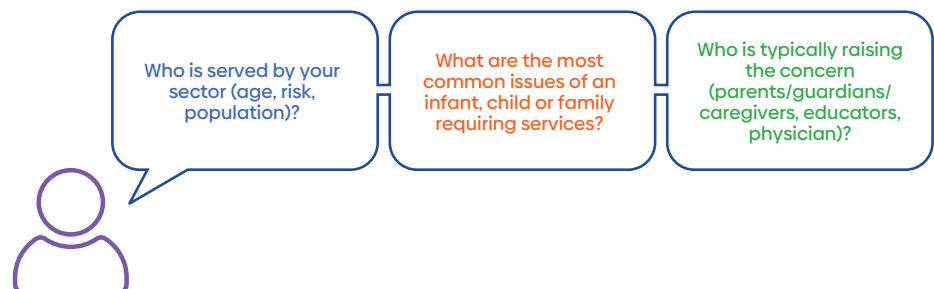 Who is served by your
sector (age, risk,
population)?
What are the most
common issues of an
infant, child or family
requiring services?
Who is typically raising
the concern
(parents/guardians/
caregivers, educators,
physician)?